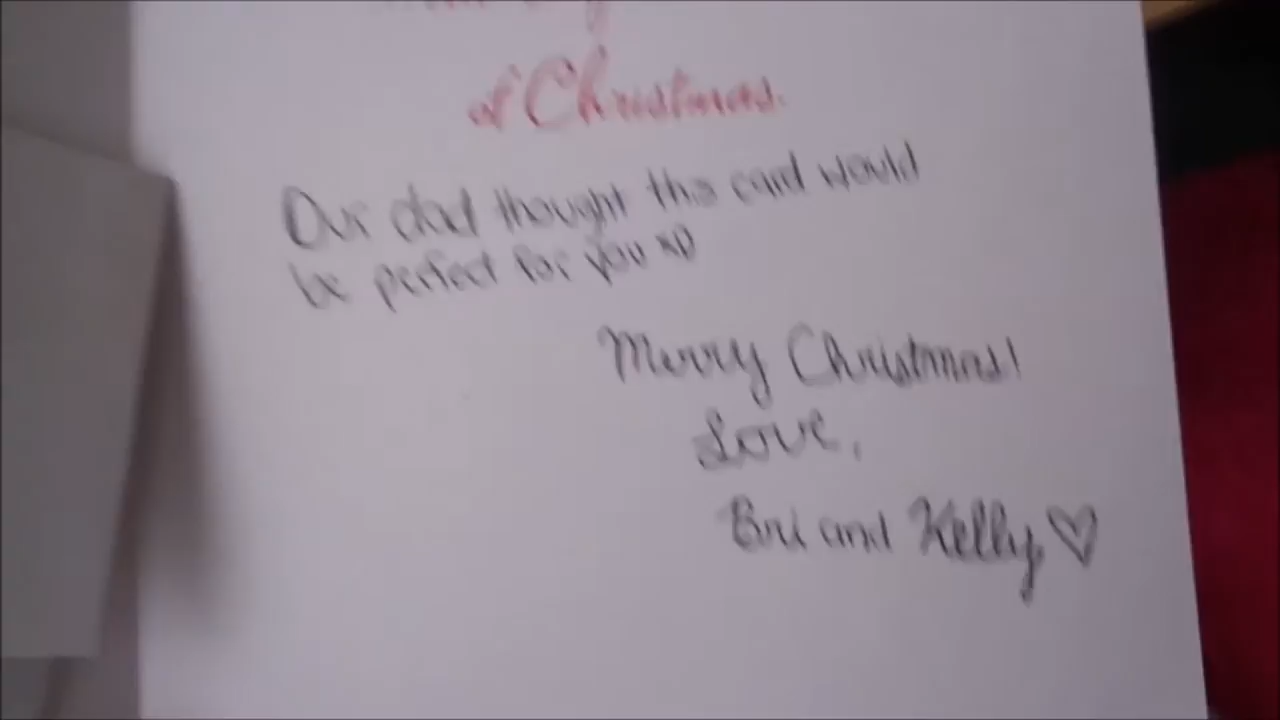 of Christmas.
Our dad thought this card would
be perfect for you xD
Merry Christmas!
Love,
Bri and Kelly ♡